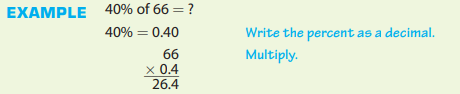 EXAMPLE 40% of 66 = ?
40% = 0.40 Write the percent as a decimal.
66 Multiply.
× 0.4
26.4